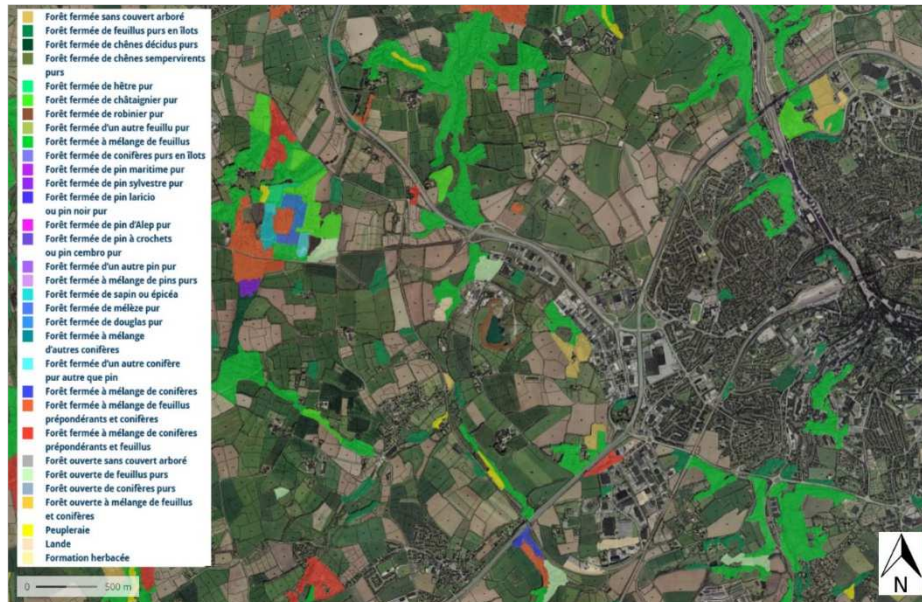 Forêt fermée sans couvert arboré
Forêt fermée de feuillus purs en îlots
Forêt fermée de chênes décidus purs
Forêt fermée de chênes sempervirents
purs
Forêt fermée de hêtre pur
Forêt fermée de châtaignier pur
Forêt fermée de robinier pur
Forêt fermée d'un autre feuillu pur
Forêt fermée à mélange de feuillus
Forêt fermée de conifères purs en îlots
Forêt fermée de pin maritime pur
Forêt fermée de pin sylvestre pur
Forêt fermée de pin laricio
ou pin noir pur
Forêt fermée de pin d'Alep pur
Forêt fermée de pin à crochets
ou pin cembro pur
Forêt fermée d'un autre pin pur
Forêt fermée à mélange de pins purs
Forêt fermée de sapin ou épicéa
Forêt fermée de mélèze pur
Forêt fermée de douglas pur
Forêt fermée à mélange
d'autres conifères
Forêt fermée d'un autre conifère
pur autre que pin
Forêt fermée à mélange de conifères
Forêt fermée à mélange de feuillus
prépondérants et conifères
Forêt fermée à mélange de conifères
prépondérants et feuillus
Forêt ouverte sans couvert arboré
Forêt ouverte de feuillus purs
Forêt ouverte de conifères purs
Forêt ouverte à mélange de feuillus
et conifères
Peupleraie
Lande
Formation herbacée
0 500 m
N